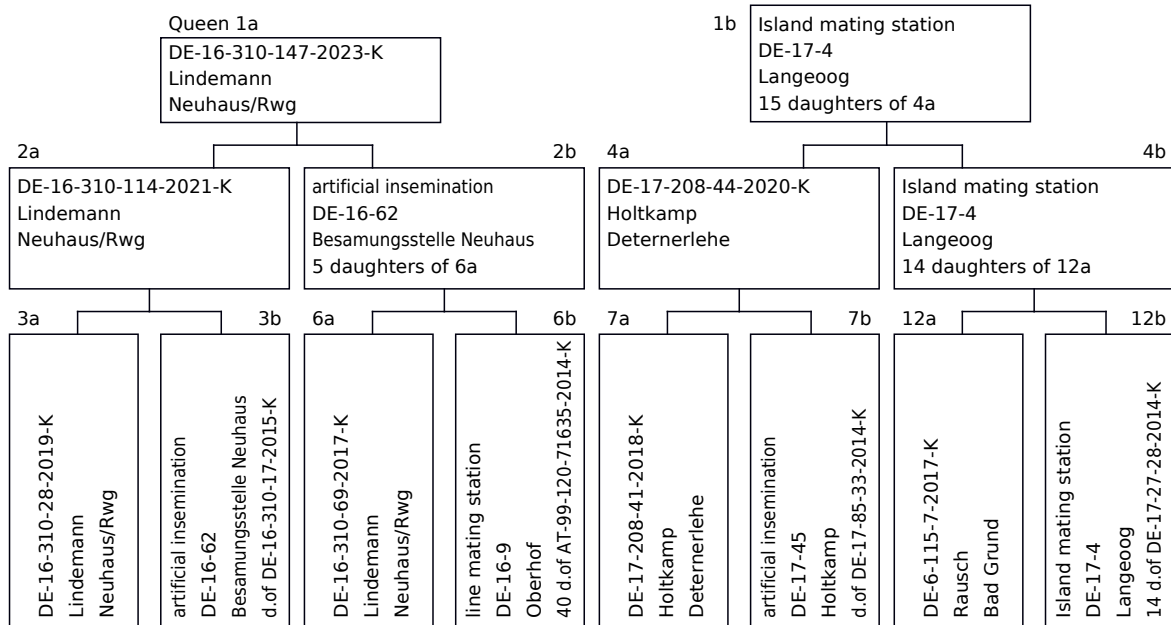 Queen 1a
DE-16-310-147-2023-K
Lindemann
Neuhaus/Rwg
1b
Island mating station
DE-17-4
Langeoog
15 daughters of 4a
2a
DE-16-310-114-2021-K
Lindemann
Neuhaus/Rwg
2b
artificial insemination
DE-16-62
Besamungsstelle Neuhaus
5 daughters of 6a
4a
DE-17-208-44-2020-K
Holtkamp
Deternerlehe
4b
Island mating station
DE-17-4
Langeoog
14 daughters of 12a
3a
DE-16-310-28-2019-K
Lindemann
Neuhaus/Rwg
3b
artificial insemination
DE-16-62
Besamungsstelle Neuhaus
d.of DE-16-310-17-2015-K
6a
DE-16-310-69-2017-K
Lindemann
Neuhaus/Rwg
6b
line mating station
DE-16-9
Oberhof
40 d.of AT-99-120-71635-2014-K
7a
DE-17-208-41-2018-K
Holtkamp
Deternerlehe
7b
artificial insemination
DE-17-45
Holtkamp
d.of DE-17-85-33-2014-K
12a
DE-6-115-7-2017-K
Rausch
Bad Grund
12b
Island mating station
DE-17-4
Langeoog
14 d.of DE-17-27-28-2014-K